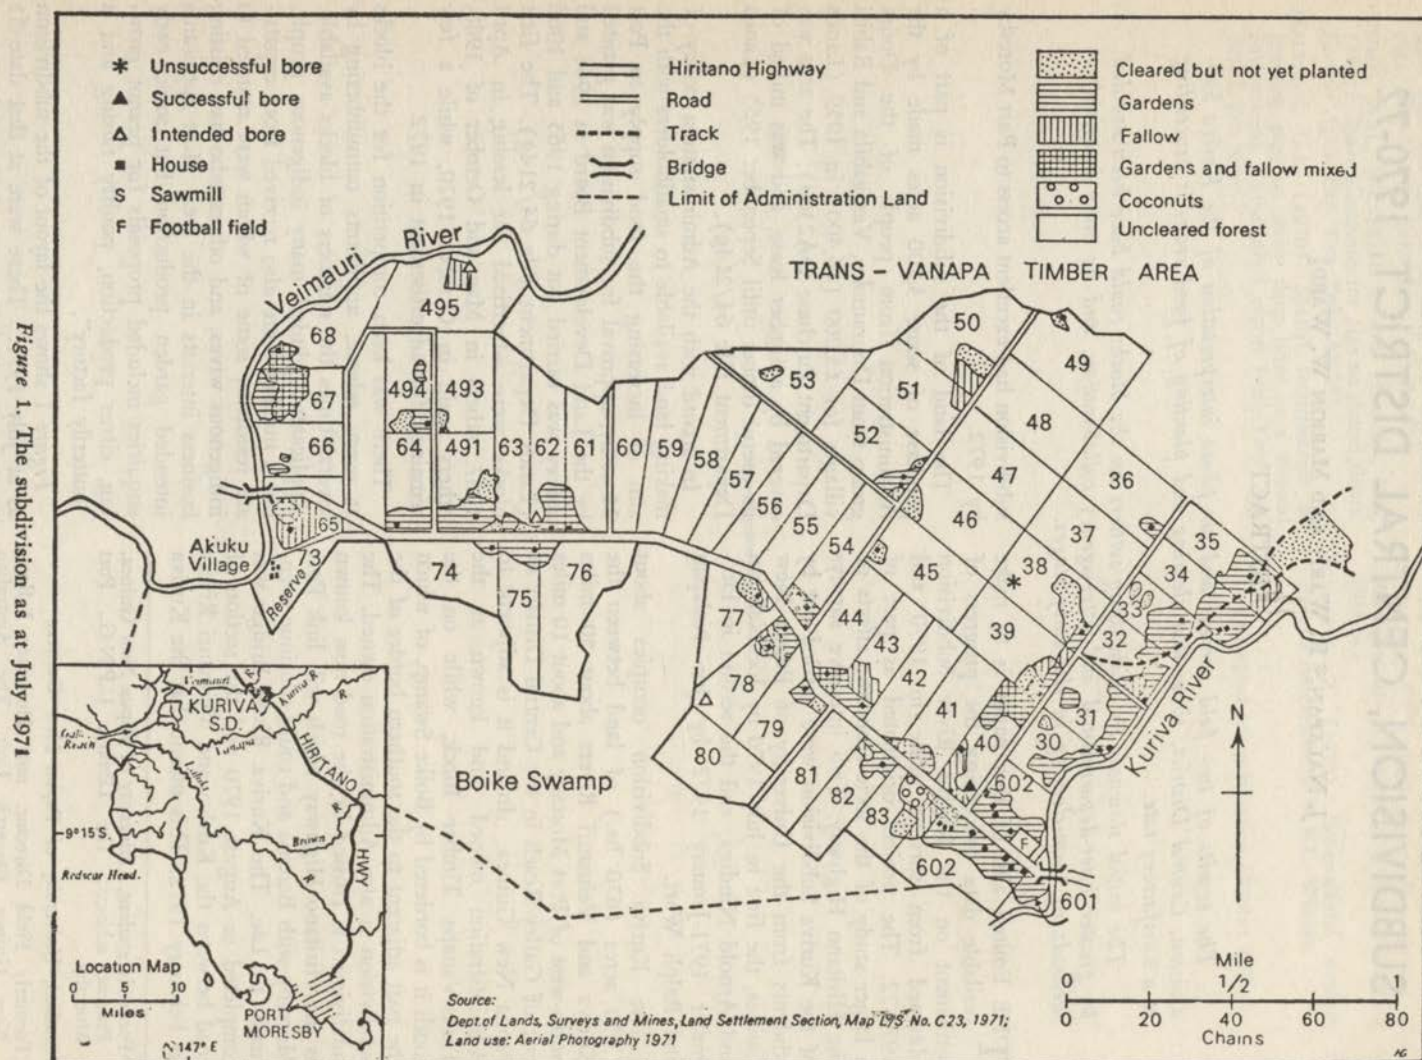 * Unsuccessful bore
▲ Successful bore
△ Intended bore
■ House
S Sawmill
F Football field
Hiritano Highway
Road
Track
Bridge
Limit of Administration Land
Cleared but not yet planted
Gardens
Fallow
Gardens and fallow mixed
Coconuts
Uncleared forest
TRANS – VANAPA TIMBER AREA
Veimauri River
495
68
67
66
65
494
493
64
491
63
62
61
60
59
58
57
56
55
54
53
52
51
50
49
48
47
46
45
36
37
38
39
35
34
33
32
31
30
602
40
41
42
43
44
77
78
79
80
81
82
83
602
601
F
73
Reserve
74
75
76
Akuku
Village
Kuriva River
Boike Swamp
N
Veimauri
KURIVA
S.D.
HIRITANO
HWY
Brown
R
R
R.
9° 15 S.
Redscar Head.
Location Map
0 5 10
Miles
PORT
MORESBY
147° E
Source:
Dept. of Lands, Surveys and Mines, Land Settlement Section, Map L/S No. C23, 1971;
Land use: Aerial Photography 1971
Mile
0 1/2 1
0 20 40 60 80
Chains
Figure 1. The subdivision as at July 1971
SUBDIVISION, CENTRAL DISTRICT, 1970-72